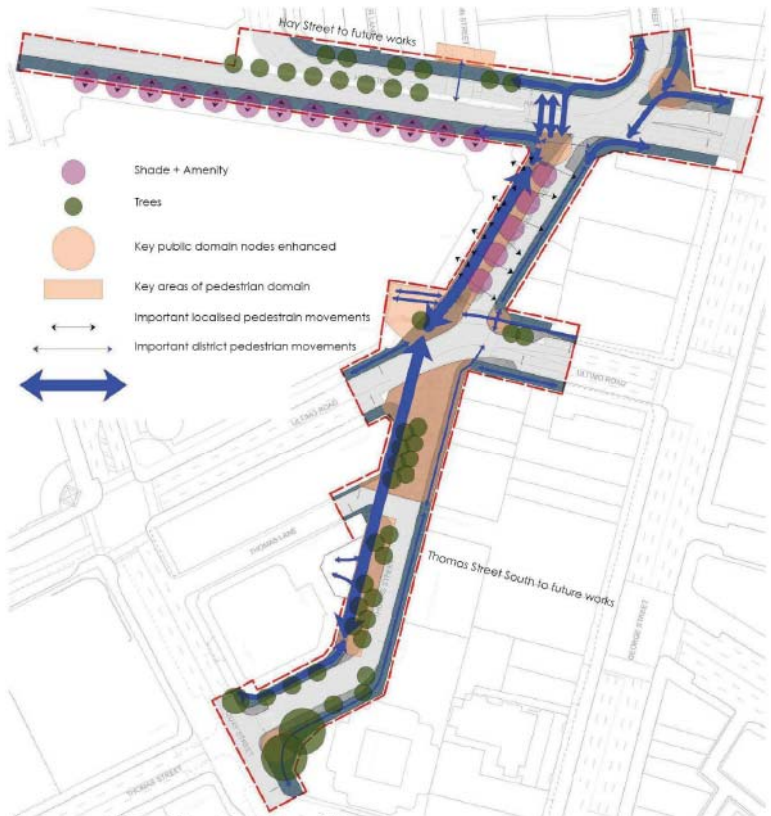 Hay Street to future works
Shade + Amenity
Trees
Key public domain nodes enhanced
Key areas of pedestrian domain
Important localised pedestrain movements
Important district pedestrian movements
ULTIMO ROAD
ULTIMO ROAD
THOMAS LANE
Thomas Street South to future works
GEORGE STREET
THOMAS STREET